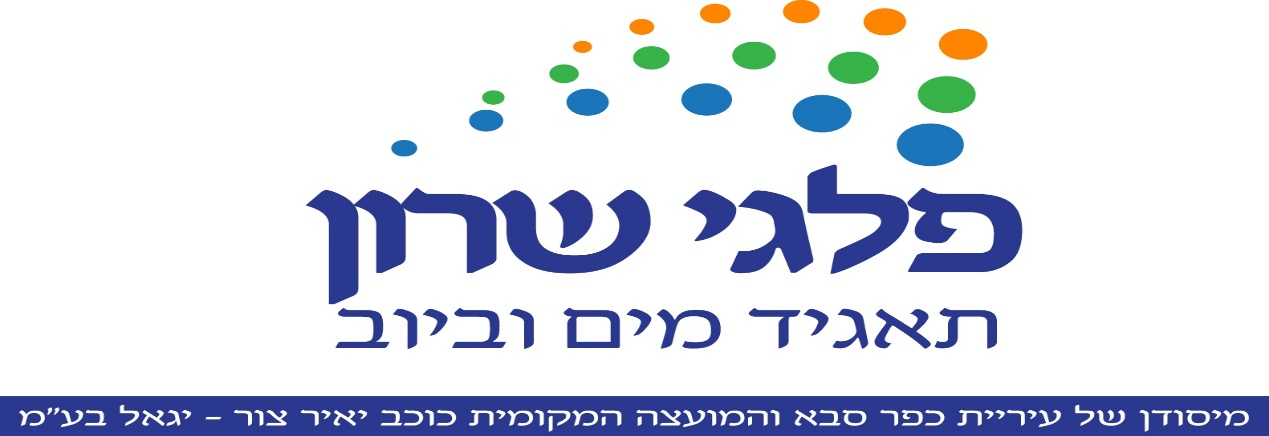 פלגי שרון
תאגיד מים וביוב
מיסודן של עיריית כפר סבא והמועצה המקומית כוכב יאיר צור - יגאל בע"מ